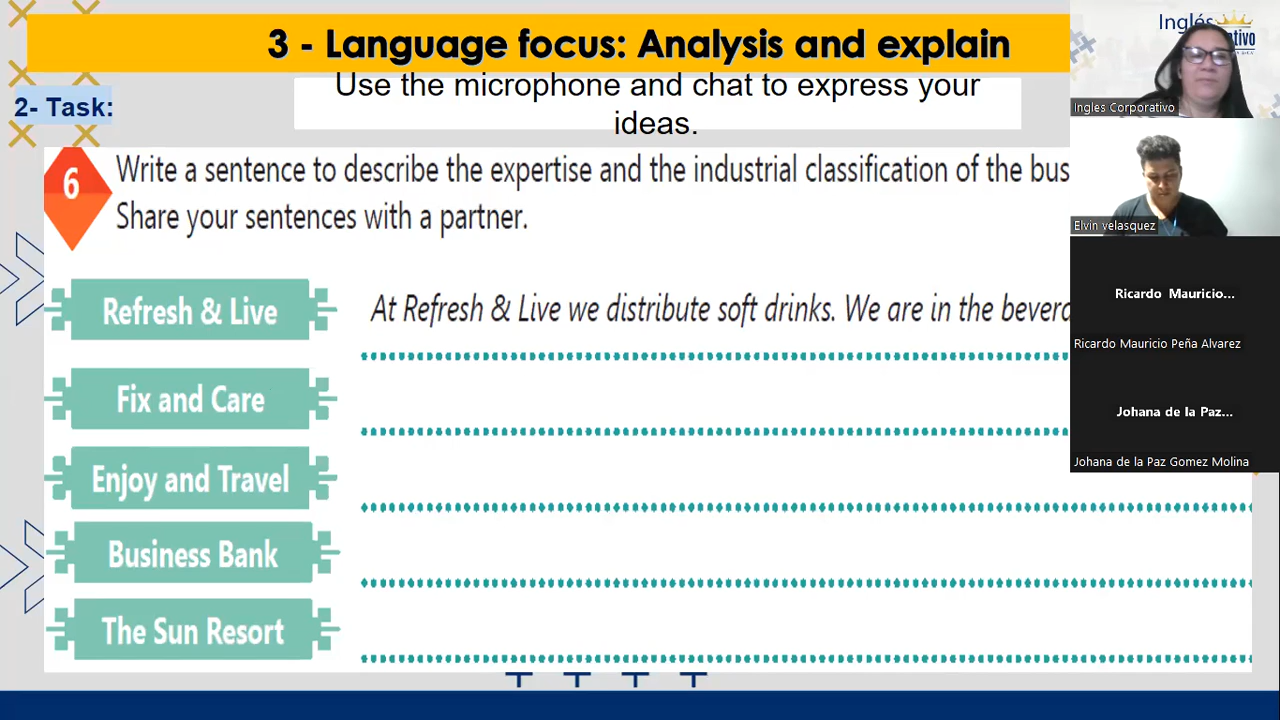 3 - Language focus: Analysis and explain
Use the microphone and chat to express your
ideas.
2- Task:
6
Write a sentence to describe the expertise and the industrial classification of the bus
Share your sentences with a partner.
Refresh & Live
At Refresh & Live we distribute soft drinks. We are in the bevera
Fix and Care
Enjoy and Travel
Business Bank
The Sun Resort
Inglés
Ingles Corporativo
Elvin velasquez
Ricardo Mauricio...
Ricardo Mauricio Peña Alvarez
Johana de la Paz...
Johana de la Paz Gomez Molina